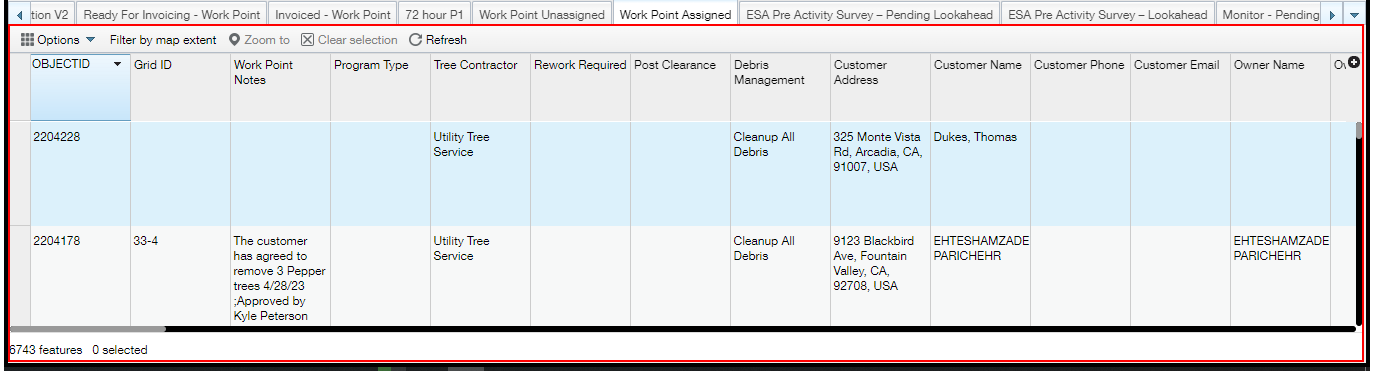 tion V2 Ready For Invoicing - Work Point Invoiced - Work Point 72 hour P1 Work Point Unassigned Work Point Assigned ESA Pre Activity Survey – Pending Lookahead ESA Pre Activity Survey – Lookahead Monitor - Pending
Options Filter by map extent Zoom to Clear selection Refresh
OBJECTID Grid ID Work Point Notes Program Type Tree Contractor Rework Required Post Clearance Debris Management Customer Address Customer Name Customer Phone Customer Email Owner Name
2204228 Utility Tree Service Cleanup All Debris 325 Monte Vista Rd, Arcadia, CA, 91007, USA Dukes, Thomas
2204178 33-4 The customer has agreed to remove 3 Pepper trees 4/28/23 ;Approved by Kyle Peterson Utility Tree Service Cleanup All Debris 9123 Blackbird Ave, Fountain Valley, CA, 92708, USA EHTESHAMZADE PARICHEHR EHTESHAMZADE PARICHEHR
6743 features 0 selected